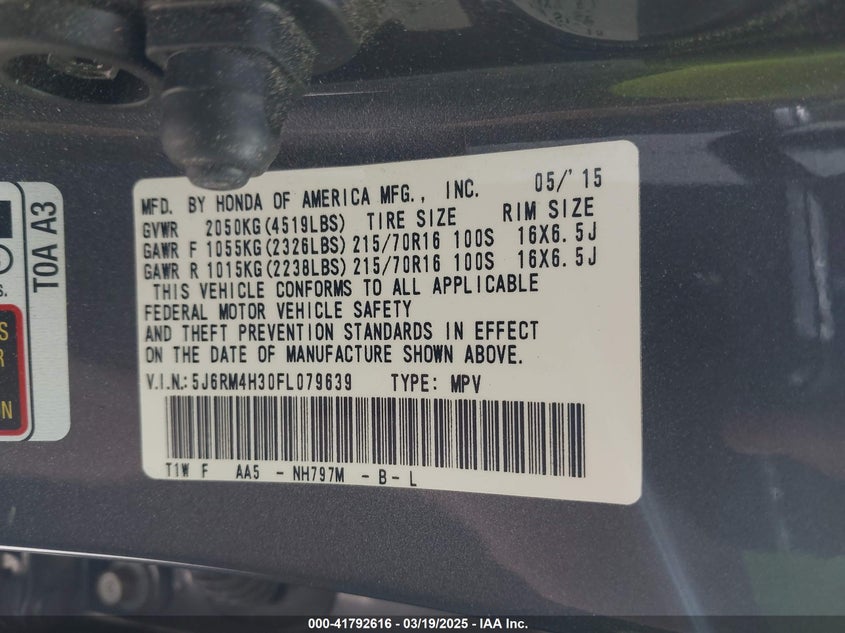 MFD. BY HONDA OF AMERICA MFG., INC. 05/'15
GVWR 2050KG(4519LBS) TIRE SIZE RIM SIZE
GAWR F 1055KG(2326LBS) 215/70R16 100S 16X6.5J
GAWR R 1015KG(2238LBS) 215/70R16 100S 16X6.5J
THIS VEHICLE CONFORMS TO ALL APPLICABLE
FEDERAL MOTOR VEHICLE SAFETY
AND THEFT PREVENTION STANDARDS IN EFFECT
ON THE DATE OF MANUFACTURE SHOWN ABOVE.
V.I.N.: 5J6RM4H30FL079639 TYPE: MPV
T1W F AA5 - NH797M - B - L
T0A A3
S.
S
R
ON
000-41792616 - 03/19/2025 - IAA Inc.